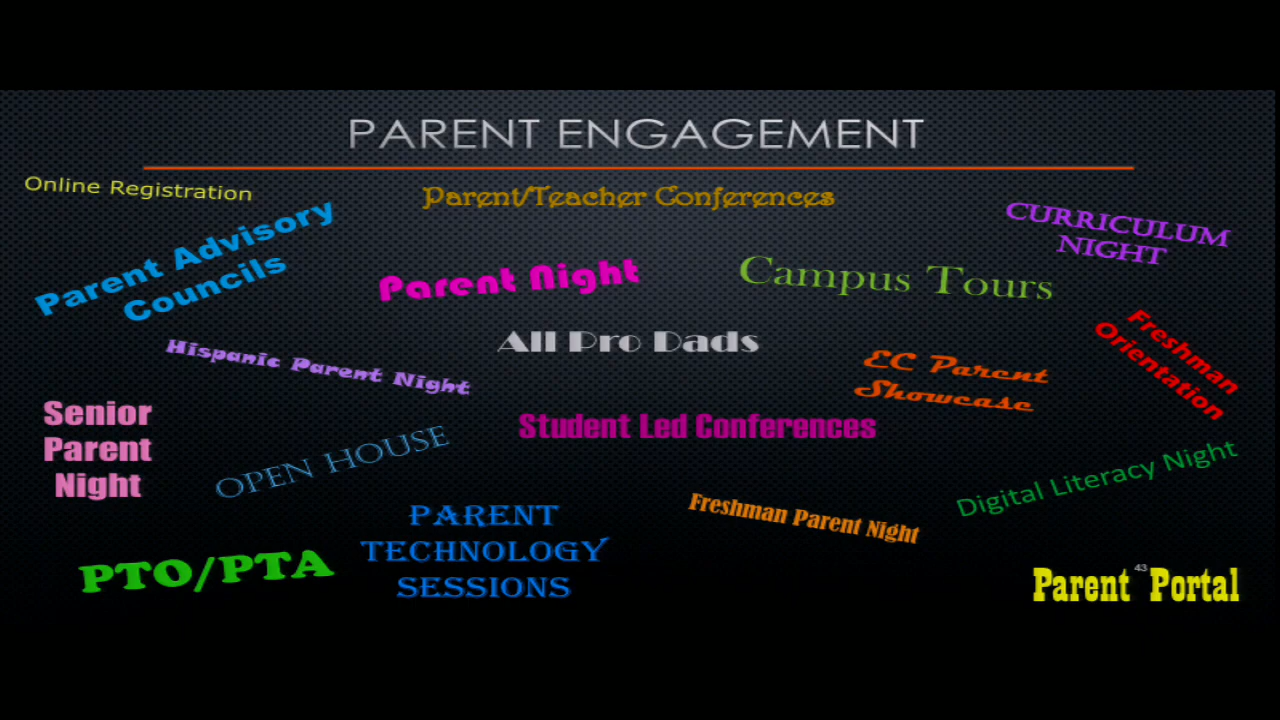 PARENT ENGAGEMENT
Online Registration
Parent/Teacher Conferences
CURRICULUM
NIGHT
Parent Advisory
Councils
Parent Night
Campus Tours
Freshman
Orientation
All Pro Dads
Hispanic Parent Night
EC Parent
Showcase
Senior
Parent
Night
OPEN HOUSE
Student Led Conferences
Digital Literacy Night
PARENT
TECHNOLOGY
SESSIONS
Freshman Parent Night
PTO/PTA
43
Parent Portal